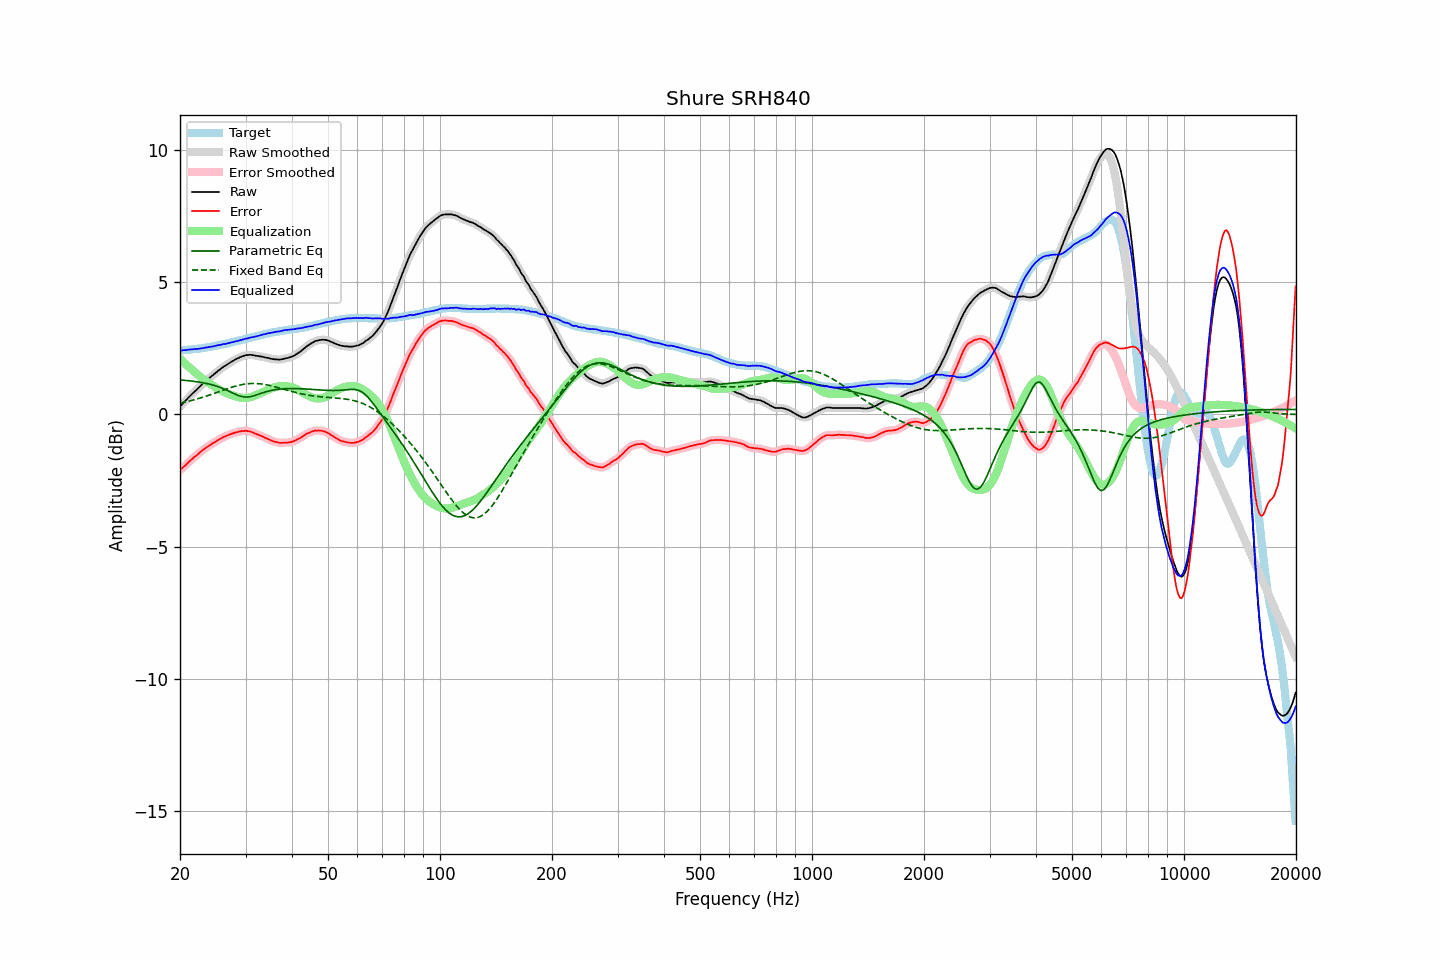 Shure SRH840
Target
Raw Smoothed
Error Smoothed
Raw
Error
Equalization
Parametric Eq
Fixed Band Eq
Equalized
10
5
0
−5
−10
−15
Amplitude (dBr)
20
50
100
200
500
1000
2000
5000
10000
20000
Frequency (Hz)